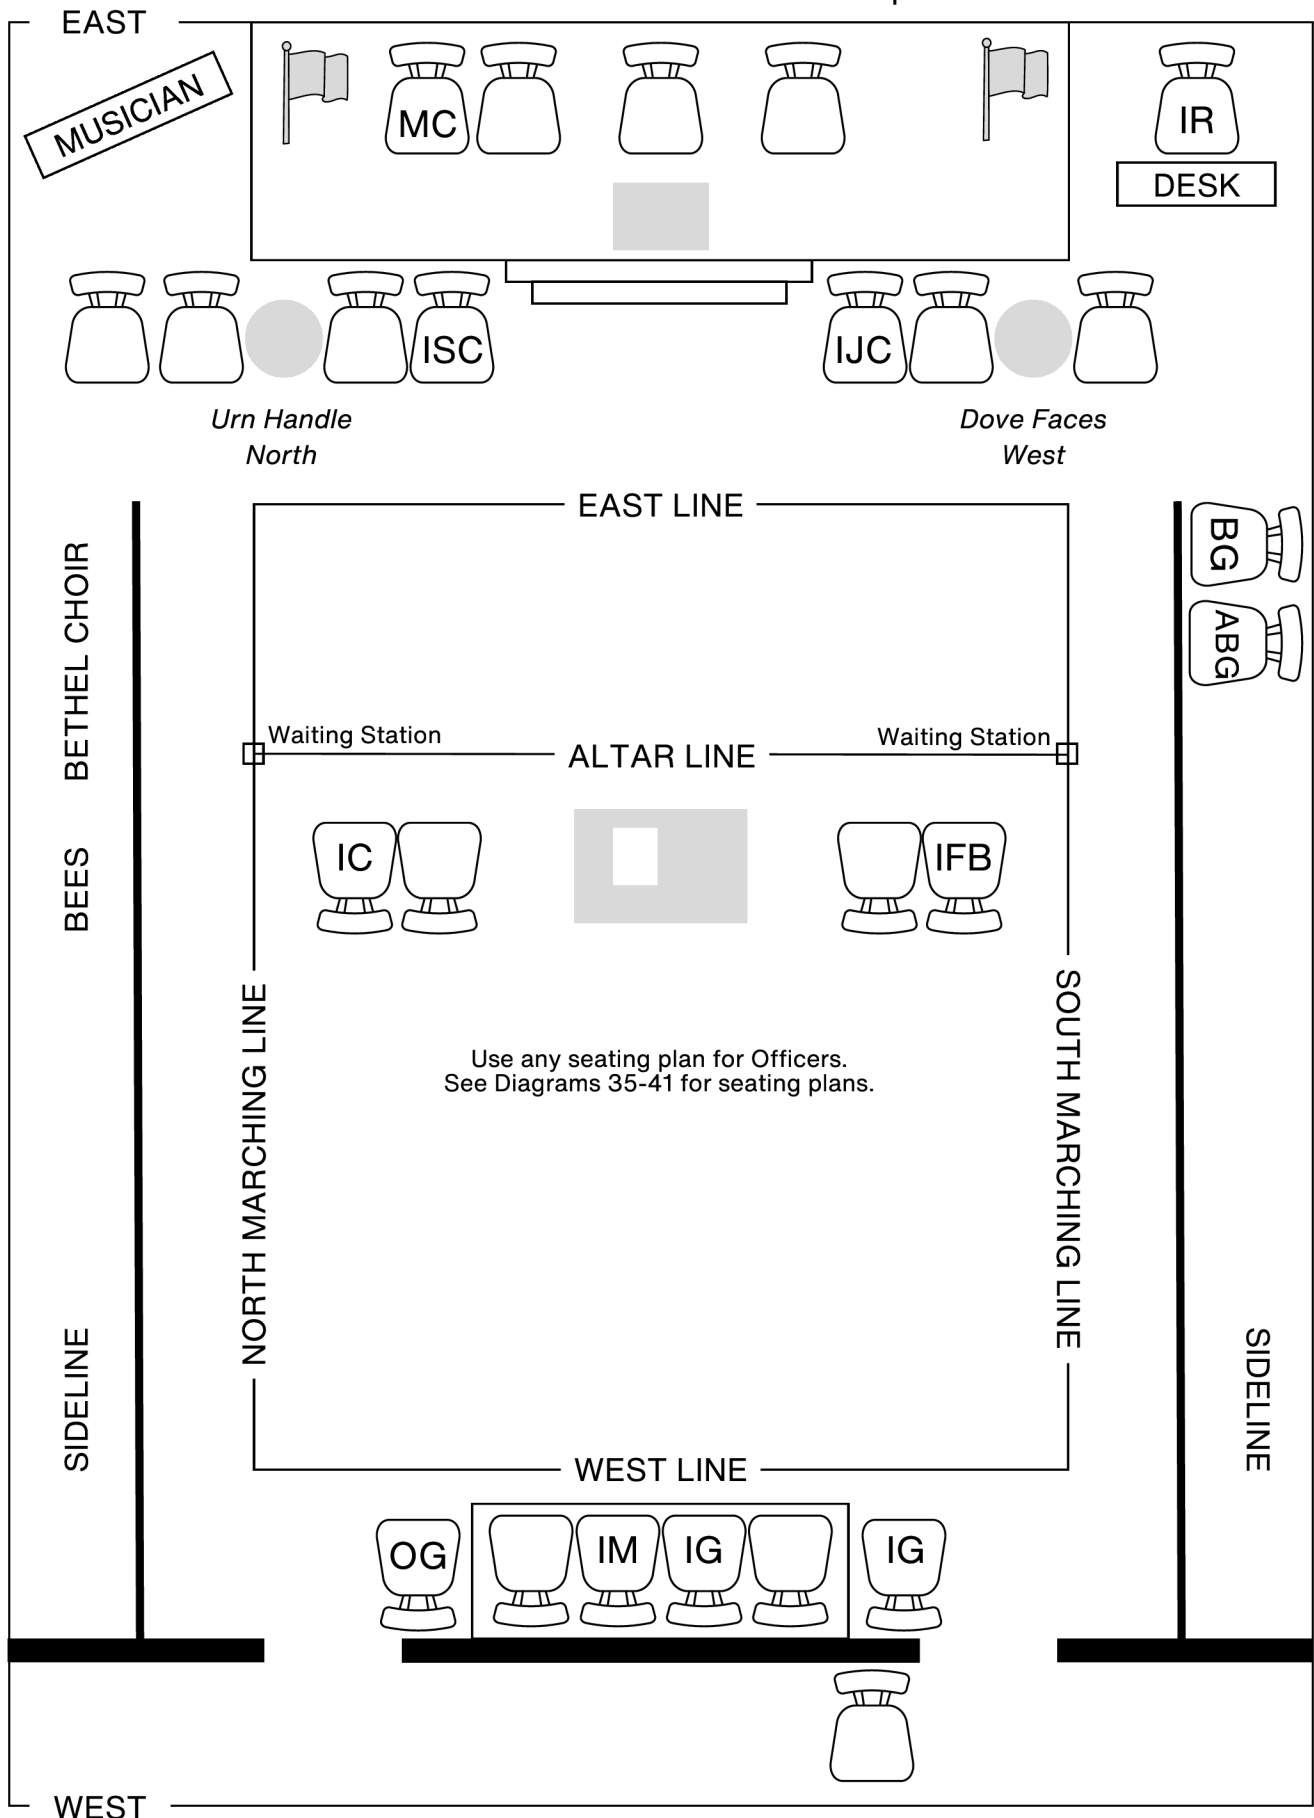 EAST
MUSICIAN
MC
IR
DESK
ISC
IJC
Urn Handle
North
Dove Faces
West
EAST LINE
BG
ABG
BETHEL CHOIR
Waiting Station
Waiting Station
ALTAR LINE
BEES
IC
IFB
NORTH MARCHING LINE
SOUTH MARCHING LINE
Use any seating plan for Officers.
See Diagrams 35-41 for seating plans.
SIDELINE
SIDELINE
WEST LINE
OG
IM
IG
IG
WEST